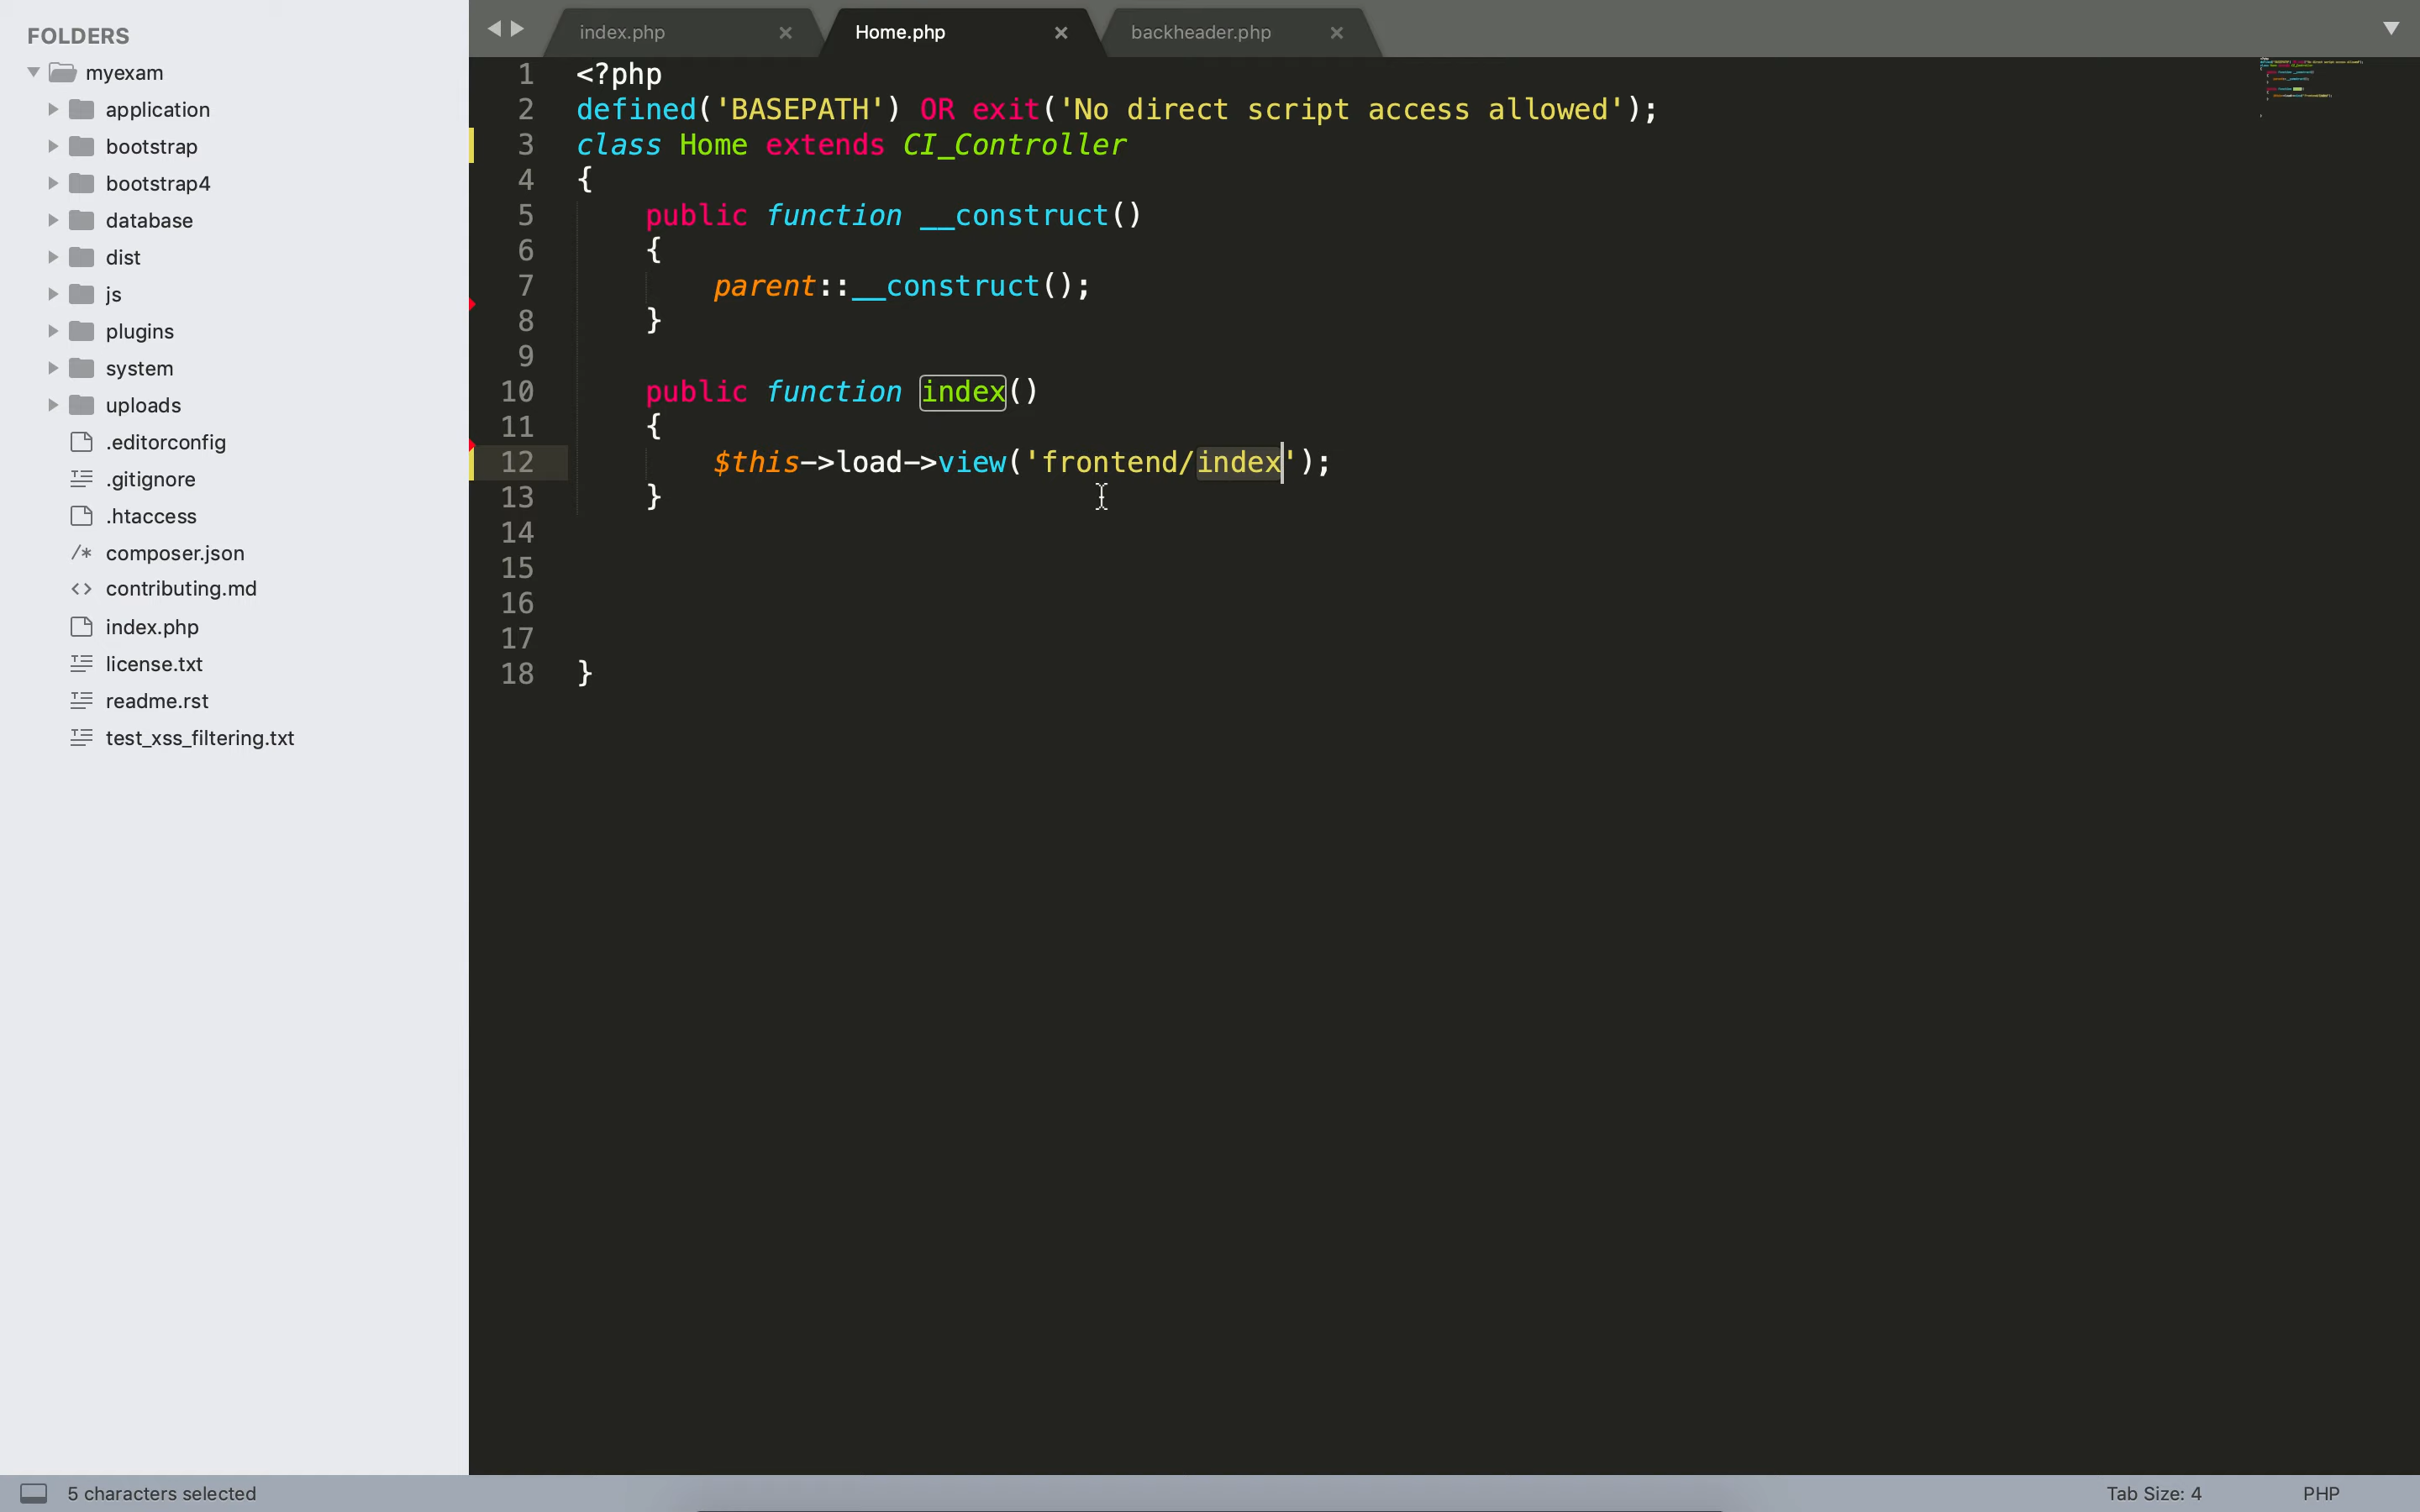 FOLDERS
myexam
application
bootstrap
bootstrap4
database
dist
js
plugins
system
uploads
.editorconfig
.gitignore
.htaccess
/* composer.json
<> contributing.md
index.php
license.txt
readme.rst
test_xss_filtering.txt
index.php × Home.php × backheader.php ×
1 <?php
2 defined('BASEPATH') OR exit('No direct script access allowed');
3 class Home extends CI_Controller
4 {
5 public function __construct()
6 {
7 parent::__construct();
8 }
9
10 public function index()
11 {
12 $this->load->view('frontend/index');
13 }
14
15
16
17
18 }
5 characters selected
Tab Size: 4 PHP